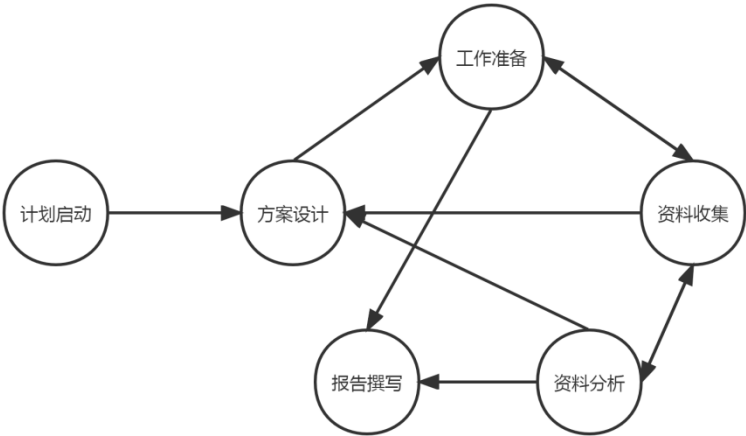 工作准备
计划启动
方案设计
资料收集
报告撰写
资料分析